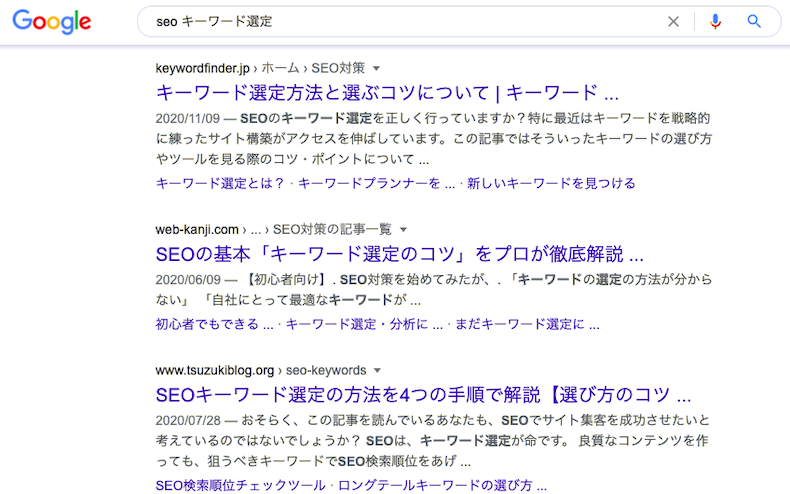 Google
seo キーワード選定
keywordfinder.jp › ホーム › SEO対策
キーワード選定方法と選ぶコツについて | キーワード ...
2020/11/09 — SEOのキーワード選定を正しく行っていますか？特に最近はキーワードを戦略的
に練ったサイト構築がアクセスを伸ばしています。この記事ではそういったキーワードの選び方
やツールを見る際のコツ・ポイントについて ...
キーワード選定とは？ · キーワードプランナーを ... · 新しいキーワードを見つける
web-kanji.com › ... › SEO対策の記事一覧
SEOの基本「キーワード選定のコツ」をプロが徹底解説 ...
2020/06/09 — 【初心者向け】. SEO対策を始めてみたが、. 「キーワードの選定の方法が分から
ない」 「自社にとって最適なキーワードが ...
初心者でもできる ... · キーワード選定・分析に ... · まだキーワード選定に ...
www.tsuzukiblog.org › seo-keywords
SEOキーワード選定の方法を4つの手順で解説【選び方のコツ ...
2020/07/28 — おそらく、この記事を読んでいるあなたも、SEOでサイト集客を成功させたいと
考えているのではないでしょうか？ SEOは、キーワード選定が命です。 良質なコンテンツを作
っても、狙うべきキーワードでSEO検索順位をあげ ...
SEO検索順位チェックツール · ロングテールキーワードの選び方 ...